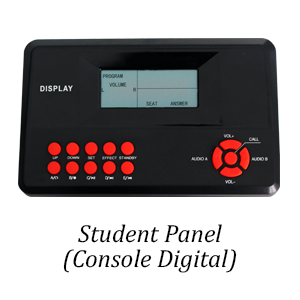 PROGRAM
VOLUME
L R
DISPLAY
SEAT ANSWER
VOL+
CALL
UP DOWN SET EFFECT STANDBY
AUDIO A AUDIO B
VOL-
Student Panel
(Console Digital)